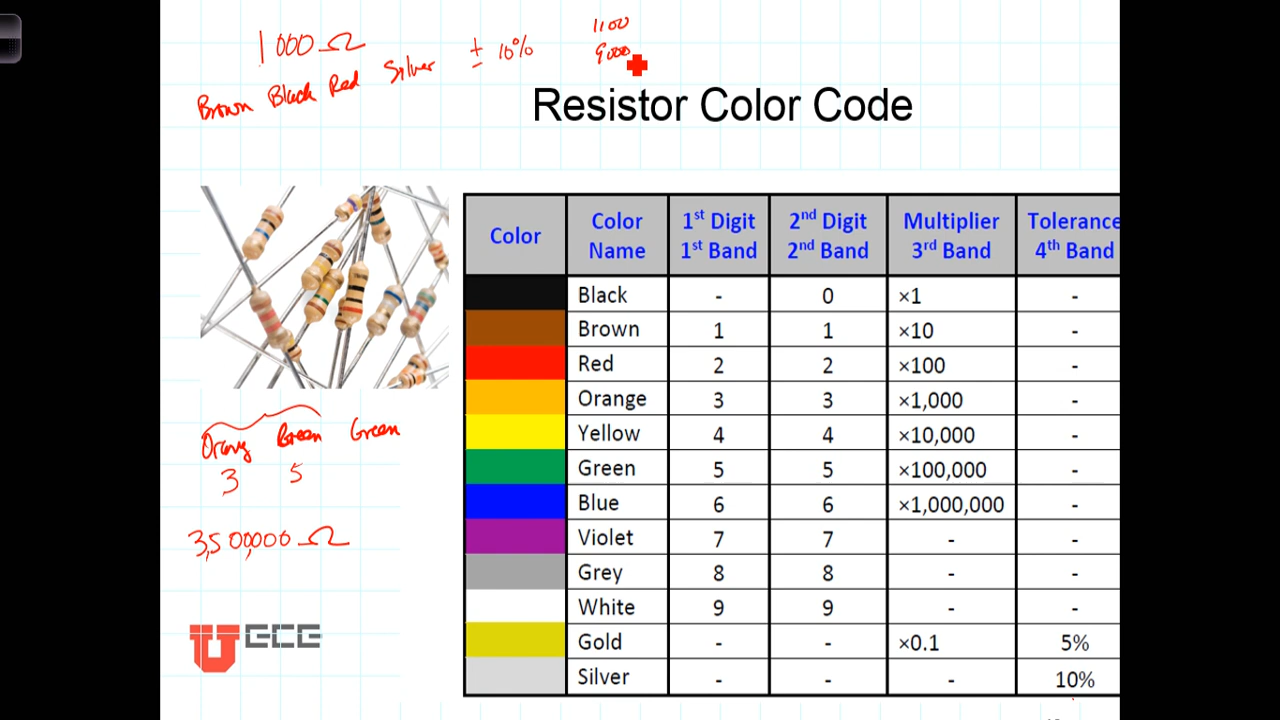 1100
1000 Ω
9000
Brown Black Red Silver ± 10%
Resistor Color Code
Color | Color Name | 1st Digit 1st Band | 2nd Digit 2nd Band | Multiplier 3rd Band | Tolerance 4th Band
Black - 0 ×1 -
Brown 1 1 ×10 -
Red 2 2 ×100 -
Orange 3 3 ×1,000 -
Yellow 4 4 ×10,000 -
Green 5 5 ×100,000 -
Blue 6 6 ×1,000,000 -
Violet 7 7 - -
Grey 8 8 - -
White 9 9 - -
Gold - - ×0.1 5%
Silver - - - 10%
Green Green
3 5
3,500,000 Ω
U ECE